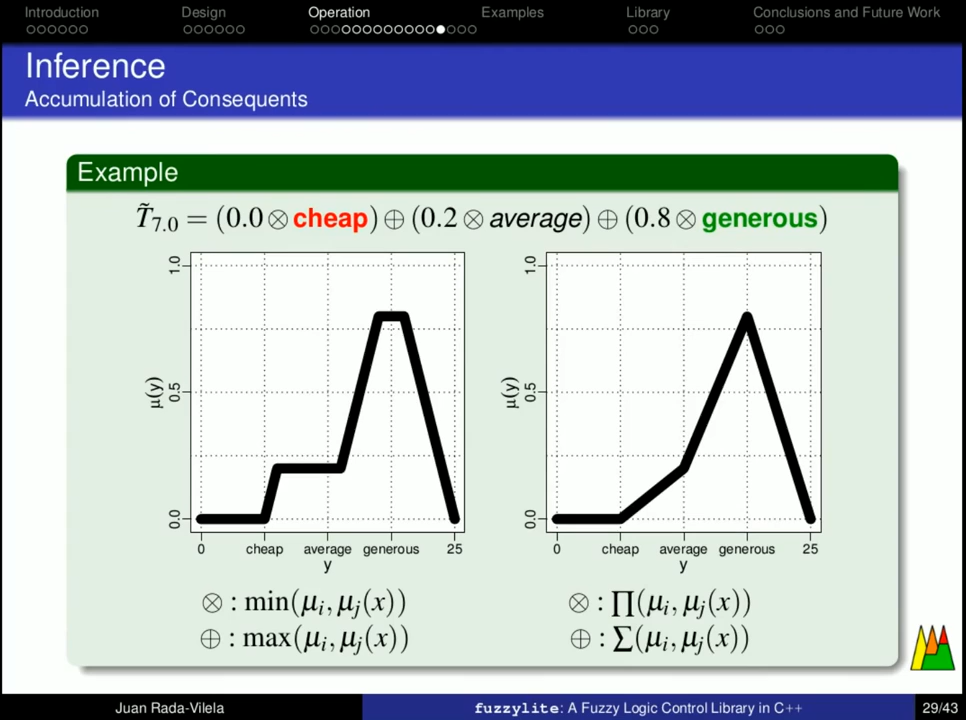 Introduction Design Operation Examples Library Conclusions and Future Work
Inference
Accumulation of Consequents
Example
T̃7.0 = (0.0 ⊗ cheap) ⊕ (0.2 ⊗ average) ⊕ (0.8 ⊗ generous)
μ(y)
1.0
0.5
0.0
0 cheap average generous 25
y
μ(y)
1.0
0.5
0.0
0 cheap average generous 25
y
⊗ : min(μi, μj(x))
⊕ : max(μi, μj(x))
⊗ : ∏(μi, μj(x))
⊕ : ∑(μi, μj(x))
Juan Rada-Vilela fuzzylite: A Fuzzy Logic Control Library in C++ 29/43